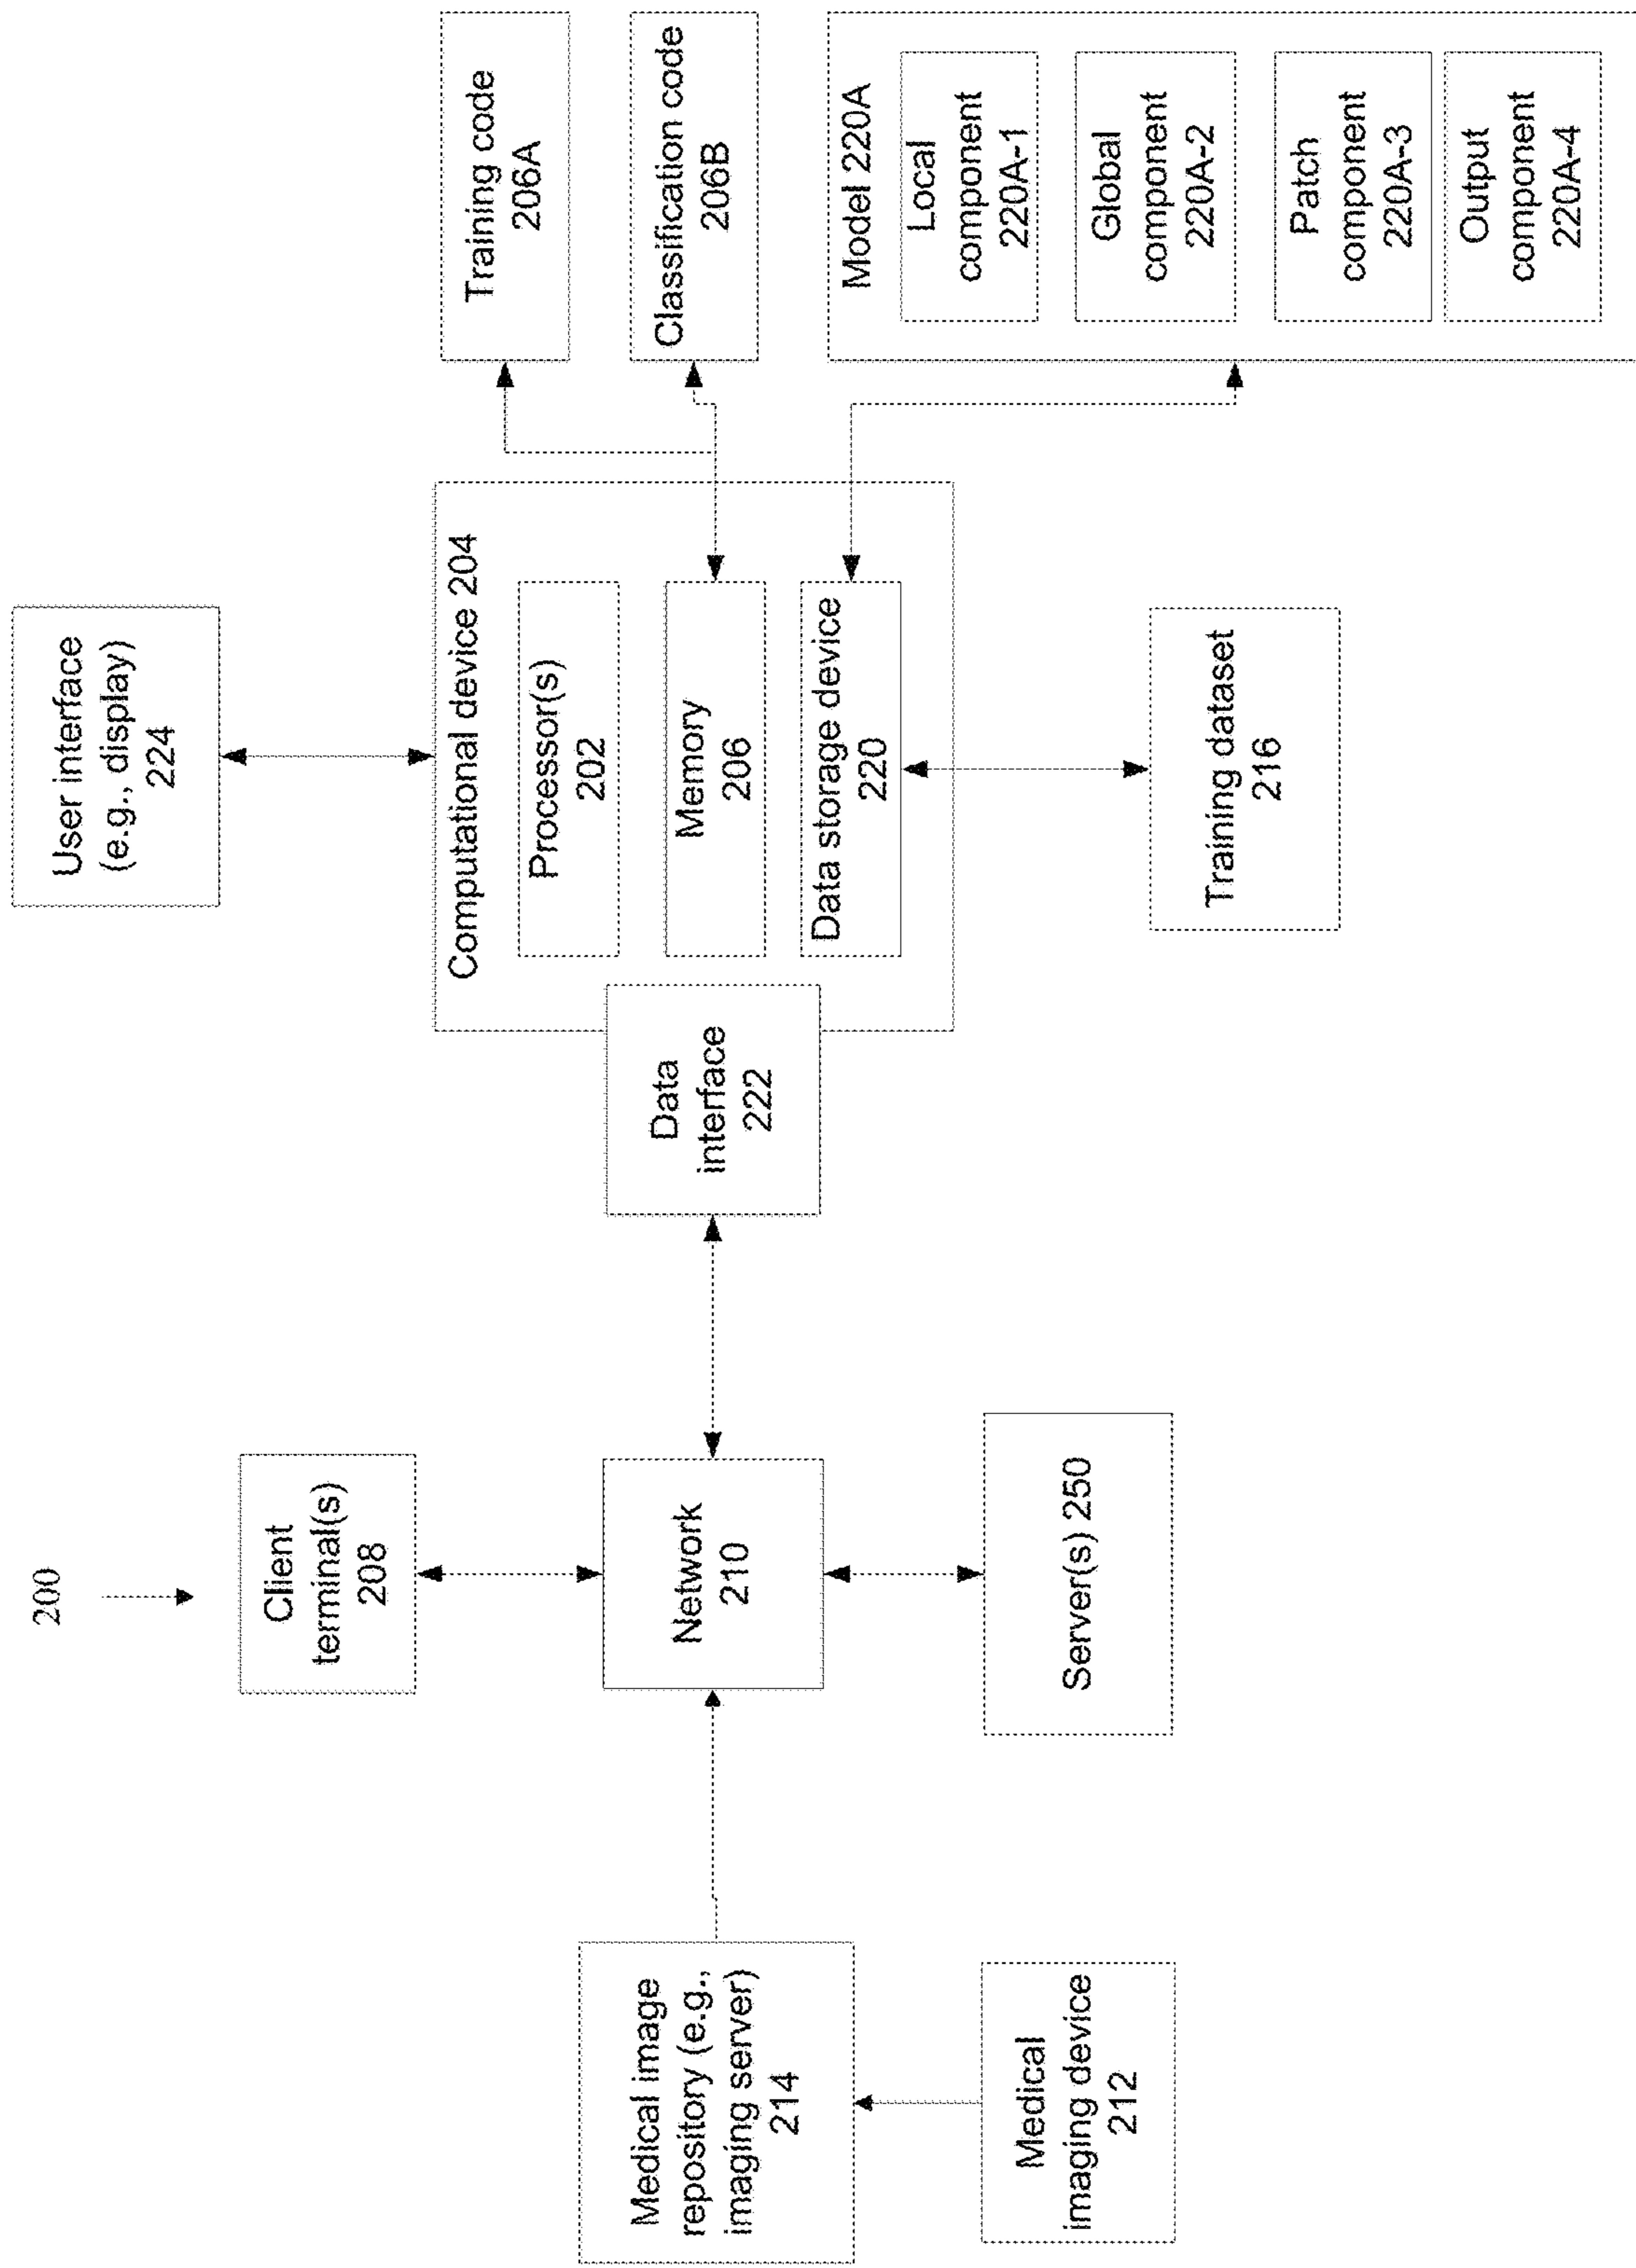 200
Medical image
repository (e.g.,
imaging server)
214
Medical
imaging device
212
Client
terminal(s)
208
Network
210
Server(s) 250
Data
interface
222
User interface
(e.g., display)
224
Computational device 204
Processor(s)
202
Memory
206
Data storage device
220
Training dataset
216
Training code
206A
Classification code
206B
Model 220A
Local
component
220A-1
Global
component
220A-2
Patch
component
220A-3
Output
component
220A-4